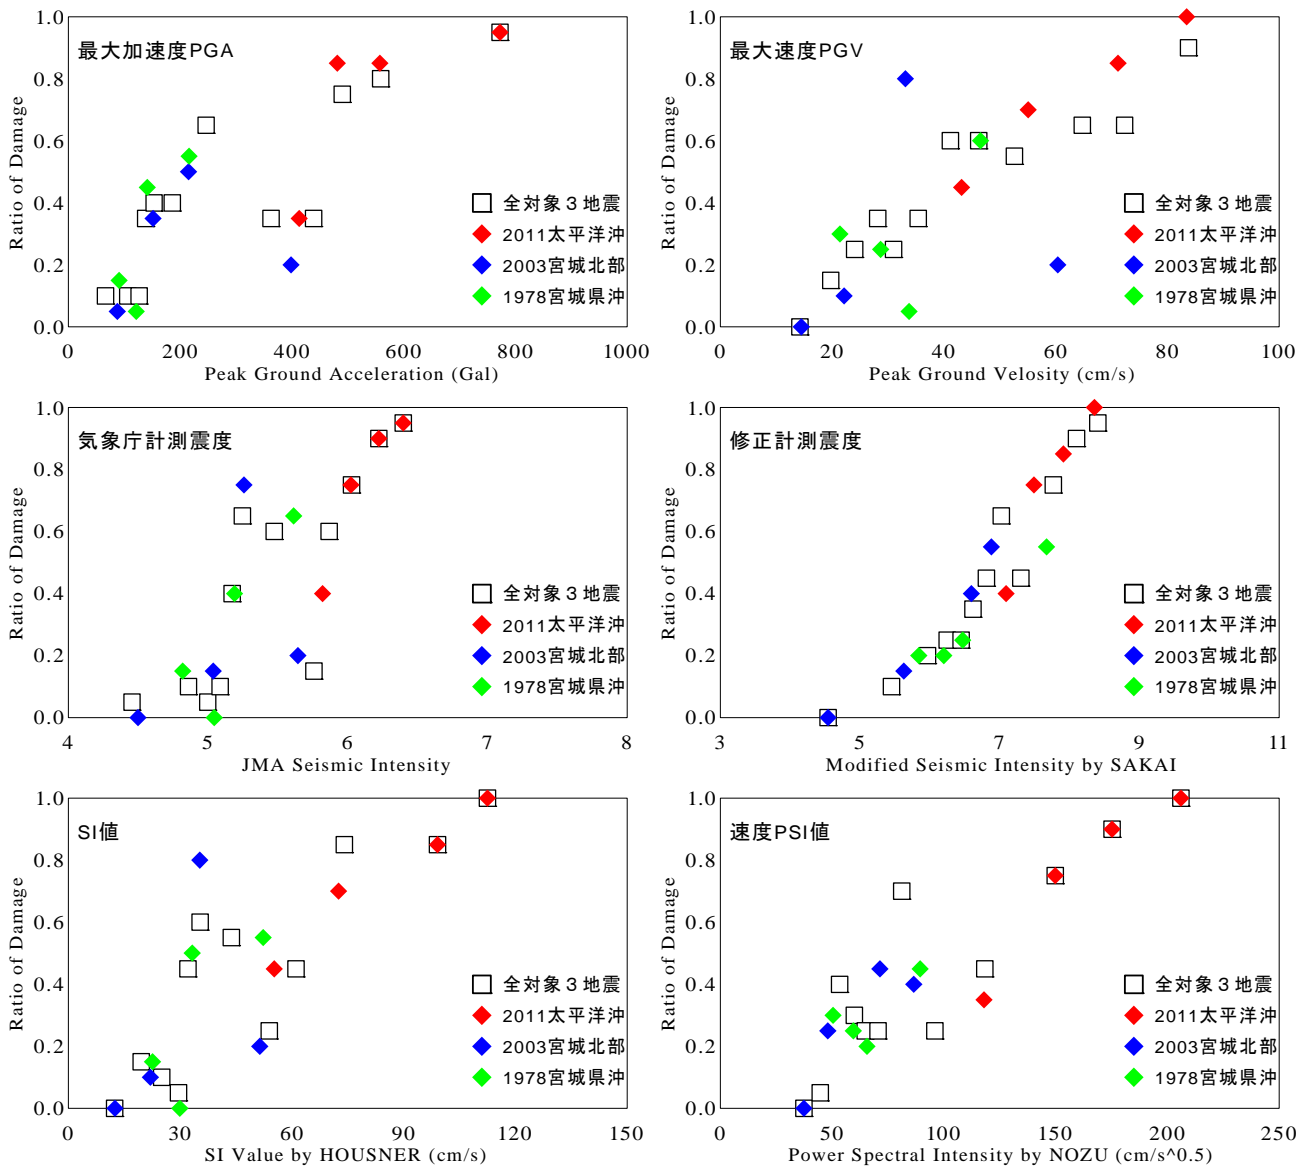 最大加速度PGA
1.0
0.8
0.6
0.4
0.2
0.0
Ratio of Damage
全対象３地震
2011太平洋沖
2003宮城北部
1978宮城県沖
0 200 400 600 800 1000
Peak Ground Acceleration (Gal)
最大速度PGV
1.0
0.8
0.6
0.4
0.2
0.0
Ratio of Damage
全対象３地震
2011太平洋沖
2003宮城北部
1978宮城県沖
0 20 40 60 80 100
Peak Ground Velosity (cm/s)
気象庁計測震度
1.0
0.8
0.6
0.4
0.2
0.0
Ratio of Damage
全対象３地震
2011太平洋沖
2003宮城北部
1978宮城県沖
4 5 6 7 8
JMA Seismic Intensity
修正計測震度
1.0
0.8
0.6
0.4
0.2
0.0
Ratio of Damage
全対象３地震
2011太平洋沖
2003宮城北部
1978宮城県沖
3 5 7 9 11
Modified Seismic Intensity by SAKAI
SI値
1.0
0.8
0.6
0.4
0.2
0.0
Ratio of Damage
全対象３地震
2011太平洋沖
2003宮城北部
1978宮城県沖
0 30 60 90 120 150
SI Value by HOUSNER (cm/s)
速度PSI値
1.0
0.8
0.6
0.4
0.2
0.0
Ratio of Damage
全対象３地震
2011太平洋沖
2003宮城北部
1978宮城県沖
0 50 100 150 200 250
Power Spectral Intensity by NOZU (cm/s^0.5)